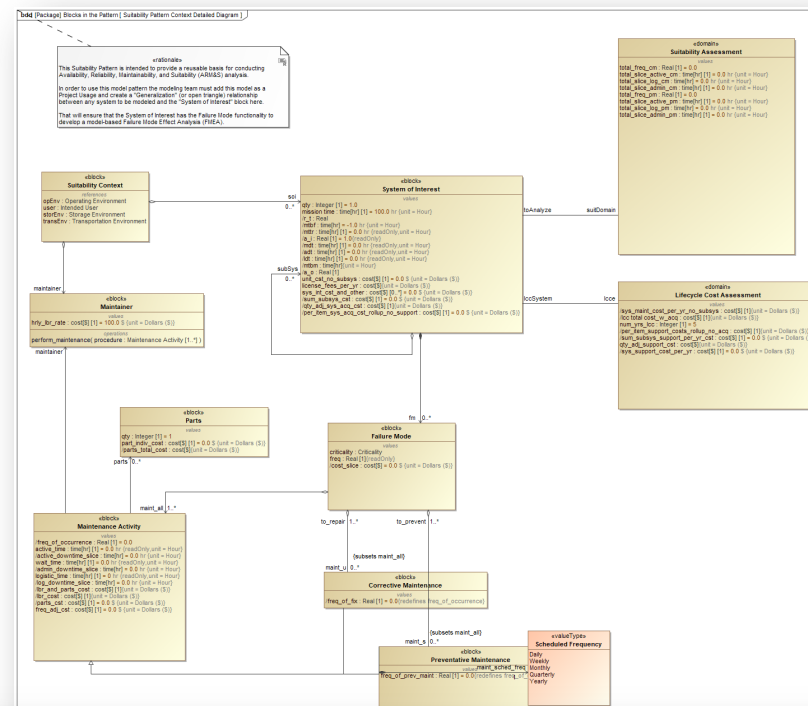 bdd [Package] Blocks in the Pattern [ Suitability Pattern Context Detailed Diagram ]
«rationale»
This Suitability Pattern is intended to provide a reusable basis for conducting
Availability, Reliability, Maintainability, and Suitability (ARM&S) analysis.
In order to use this model pattern the modeling team must add this model as a
Project Usage and create a "Generalization" (or open triangle) relationship
between any system to be modeled and the "System of Interest" block here.
That will ensure that the System of Interest has the Failure Mode functionality to
develop a model-based Failure Mode Effect Analysis (FMEA).
«domain»
Suitability Assessment
values
total_freq_cm : Real [1] = 0.0
total_slice_active_cm : time[hr] [1] = 0.0 hr {unit = Hour}
total_slice_log_cm : time[hr] [1] = 0.0 hr {unit = Hour}
total_slice_admin_cm : time[hr] [1] = 0.0 hr {unit = Hour}
total_freq_pm : Real [1] = 0.0
total_slice_active_pm : time[hr] [1] = 0.0 hr {unit = Hour}
total_slice_log_pm : time[hr] [1] = 0.0 hr {unit = Hour}
total_slice_admin_pm : time[hr] [1] = 0.0 hr {unit = Hour}
«block»
Suitability Context
references
opEnv : Operating Environment
user : Intended User
storEnv : Storage Environment
transEnv : Transportation Environment
soi
0..*
«block»
System of Interest
values
qty : Integer [1] = 1.0
mission time : time[hr] [1] = 100.0 hr {unit = Hour}
/r_t : Real
/mtbf : time[hr] = -1.0 hr {unit = Hour}
/mttr : time[hr] = 0.0 hr {readOnly,unit = Hour}
/a_i : Real [1] = 1.0{readOnly}
/mdt : time[hr] = 0.0 hr {readOnly,unit = Hour}
/adt : time[hr] = 0.0 hr {readOnly,unit = Hour}
/ldt : time[hr] = 0.0 hr {readOnly,unit = Hour}
/mtbm : time[hr]{unit = Hour}
/a_o : Real [1]
unit_cst_no_subsys : cost[$] [1] = 0.0 $ {unit = Dollars ($)}
license_fees_per_yr : cost[$]{unit = Dollars ($)}
sys_int_cst_and_other : cost[$] [0..*] = 0.0 $ {unit = Dollars ($)}
/sum_subsys_cst : cost[$] [1] = 0.0 $ {unit = Dollars ($)}
/qty_adj_sys_acq_cst : cost[$] [1]{unit = Dollars ($)}
/per_item_sys_acq_cst_rollup_no_support : cost[$] [1] = 0.0 $ {unit = Dollars ($)}
toAnalyze
suitDomain
subSys
0..*
lccSystem
lcce
«domain»
Lifecycle Cost Assessment
values
/sys_maint_cost_per_yr_no_subsys : cost[$] [1]{unit = Dollars ($)}
/lcc total cost_w_acq : cost[$] [1]{unit = Dollars ($)}
num_yrs_lcc : Integer [1] = 5
/per_item_support_costs_rollup_no_acq : cost[$] [1]{unit = Dollars
/sum_subsys_support_per_yr_cst : cost[$] [1] = 0.0 $ {unit = Dollars
qty_adj_support_cst : cost[$] [1]{unit = Dollars ($)}
/sys_support_cost_per_yr : cost[$] [1] = 0.0 $ {unit = Dollars ($)}
maintainer
«block»
Maintainer
values
hrly_lbr_rate : cost[$] [1] = 100.0 $ {unit = Dollars ($)}
operations
perform_maintenance( procedure : Maintenance Activity [1..*] )
maintainer
«block»
Parts
values
qty : Integer [1] = 1
part_indiv_cost : cost[$] [1] = 0.0 $ {unit = Dollars ($)}
/parts_total_cost : cost[$]{unit = Dollars ($)}
parts 0..*
fm 0..*
«block»
Failure Mode
values
criticality : Criticality
freq : Real [1]{readOnly}
/cost_slice : cost[$] = 0.0 $ {unit = Dollars ($)}
maint_all 1..*
«block»
Maintenance Activity
values
/freq_of_occurrence : Real [1] = 0.0
active_time : time[hr] [1] = 0.0 hr {readOnly,unit = Hour}
/active_downtime_slice : time[hr] = 0.0 hr {unit = Hour}
wait_time : time[hr] [1] = 0.0 hr {readOnly,unit = Hour}
/admin_downtime_slice : time[hr] = 0.0 hr {unit = Hour}
logistic_time : time[hr] [1] = 0 hr {readOnly,unit = Hour}
/log_downtime_slice : time[hr] = 0.0 hr {unit = Hour}
/lbr_and_parts_cost : cost[$] [1]{unit = Dollars ($)}
/lbr_cost : cost[$] [1]{unit = Dollars ($)}
/parts_cst : cost[$] [1] = 0.0 $ {unit = Dollars ($)}
freq_adj_cst : cost[$] [1] = 0.0 $ {unit = Dollars ($)}
to_repair 1..*
to_prevent 1..*
{subsets maint_all}
maint_u 0..*
«block»
Corrective Maintenance
values
/freq_of_fix : Real [1] = 0.0{redefines freq_of_occurrence}
{subsets maint_all}
maint_s 0..*
«block»
Preventative Maintenance
values
maint_sched_freq
freq_of_prev_maint : Real [1] = 0.0{redefines freq_of
«valueType»
Scheduled Frequency
Daily
Weekly
Monthly
Quarterly
Yearly